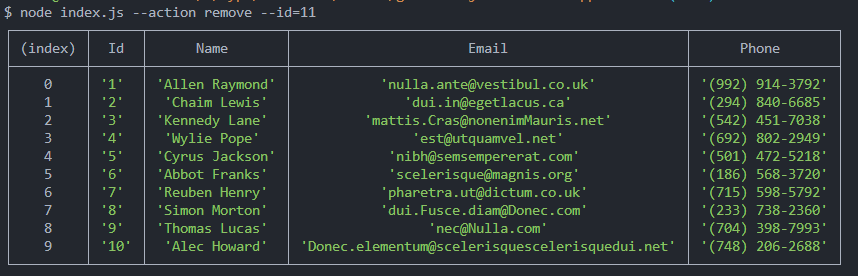 $ node index.js --action remove --id=11
(index) Id Name Email Phone
0 '1' 'Allen Raymond' 'nulla.ante@vestibul.co.uk' '(992) 914-3792'
1 '2' 'Chaim Lewis' 'dui.in@egetlacus.ca' '(294) 840-6685'
2 '3' 'Kennedy Lane' 'mattis.Cras@nonenimMauris.net' '(542) 451-7038'
3 '4' 'Wylie Pope' 'est@utquamvel.net' '(692) 802-2949'
4 '5' 'Cyrus Jackson' 'nibh@semsempererat.com' '(501) 472-5218'
5 '6' 'Abbot Franks' 'scelerisque@magnis.org' '(186) 568-3720'
6 '7' 'Reuben Henry' 'pharetra.ut@dictum.co.uk' '(715) 598-5792'
7 '8' 'Simon Morton' 'dui.Fusce.diam@Donec.com' '(233) 738-2360'
8 '9' 'Thomas Lucas' 'nec@Nulla.com' '(704) 398-7993'
9 '10' 'Alec Howard' 'Donec.elementum@scelerisquescelerisquedui.net' '(748) 206-2688'